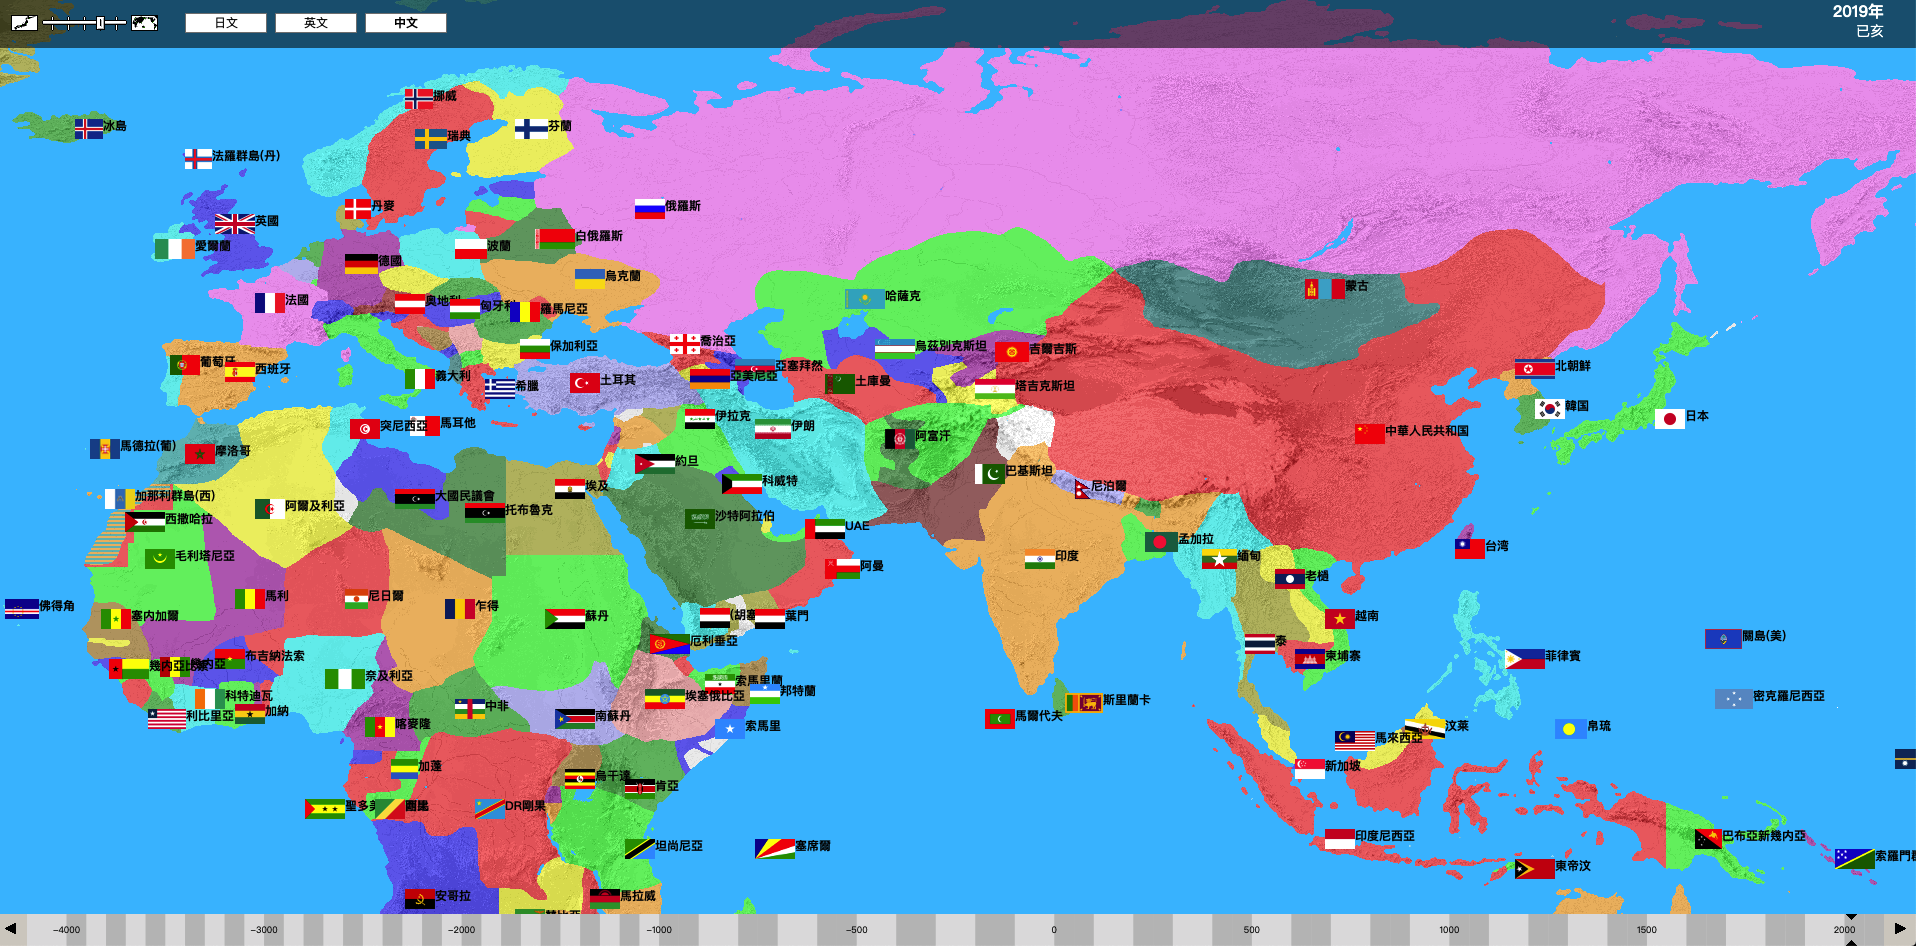 日文
英文
中文
2019年
已亥
挪威
冰島
瑞典
芬蘭
法羅群島(丹)
丹麥
俄羅斯
英國
愛爾蘭
波蘭
白俄羅斯
德國
烏克蘭
法國
奧地利
匈牙利
羅馬尼亞
哈薩克
蒙古
保加利亞
喬治亞
烏茲別克斯坦
吉爾吉斯
葡萄牙
西班牙
義大利
希臘
土耳其
亞美尼亞
亞塞拜然
土庫曼
塔吉克斯坦
北朝鮮
韓国
日本
突尼西亞
馬耳他
伊拉克
伊朗
阿富汗
中華人民共和国
馬德拉(葡)
摩洛哥
約旦
科威特
巴基斯坦
尼泊爾
加那利群島(西)
阿爾及利亞
大國民議會
托布魯克
埃及
西撒哈拉
沙特阿拉伯
UAE
毛利塔尼亞
阿曼
印度
孟加拉
緬甸
台湾
老檛
佛得角
塞內加爾
馬利
尼日爾
乍得
蘇丹
(胡塞
葉門
越南
泰
柬埔寨
關島(美)
菲律賓
厄利垂亞
幾內亞比索
幾內亞
布吉納法索
奈及利亞
索馬里蘭
邦特蘭
埃塞俄比亞
科特迪瓦
利比里亞
加納
喀麥隆
中非
南蘇丹
索馬里
馬爾代夫
斯里蘭卡
密克羅尼西亞
馬來西亞
汶莱
帛琉
加蓬
烏干達
肯亞
新加坡
聖多美
DR剛果
坦尚尼亞
塞席爾
印度尼西亞
巴布亞新幾內亞
東帝汶
索羅門群
安哥拉
馬拉威
-4000
-3000
-2000
-1000
-500
0
500
1000
1500
2000